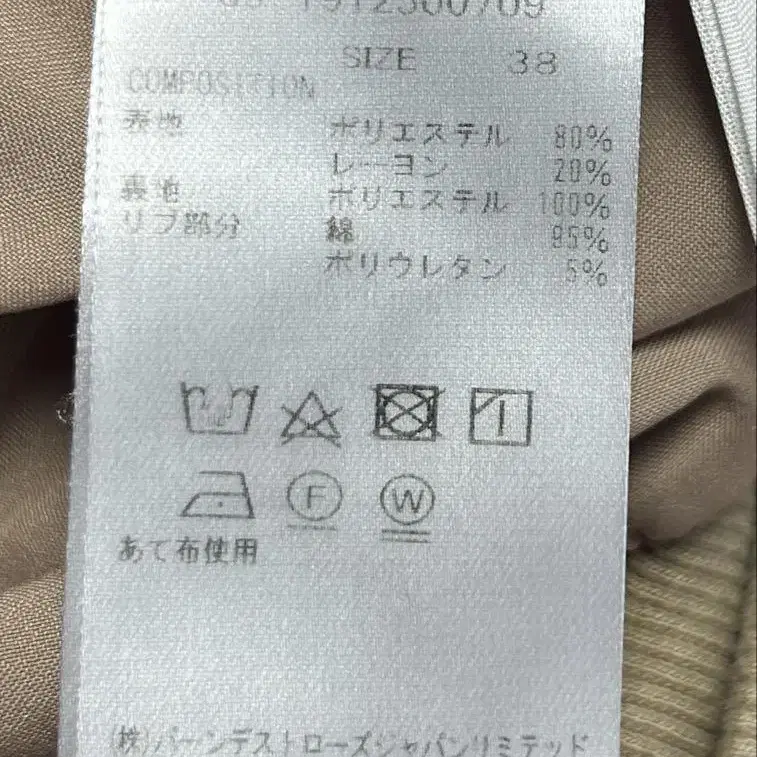 1912300709
SIZE 38
COMPOSITION
表地 ポリエステル 80%
レーヨン 20%
裏地 ポリエステル 100%
リブ部分 綿 95%
ポリウレタン 5%
F W
あて布使用
(株)バーンデストローズジャパンリミテッド